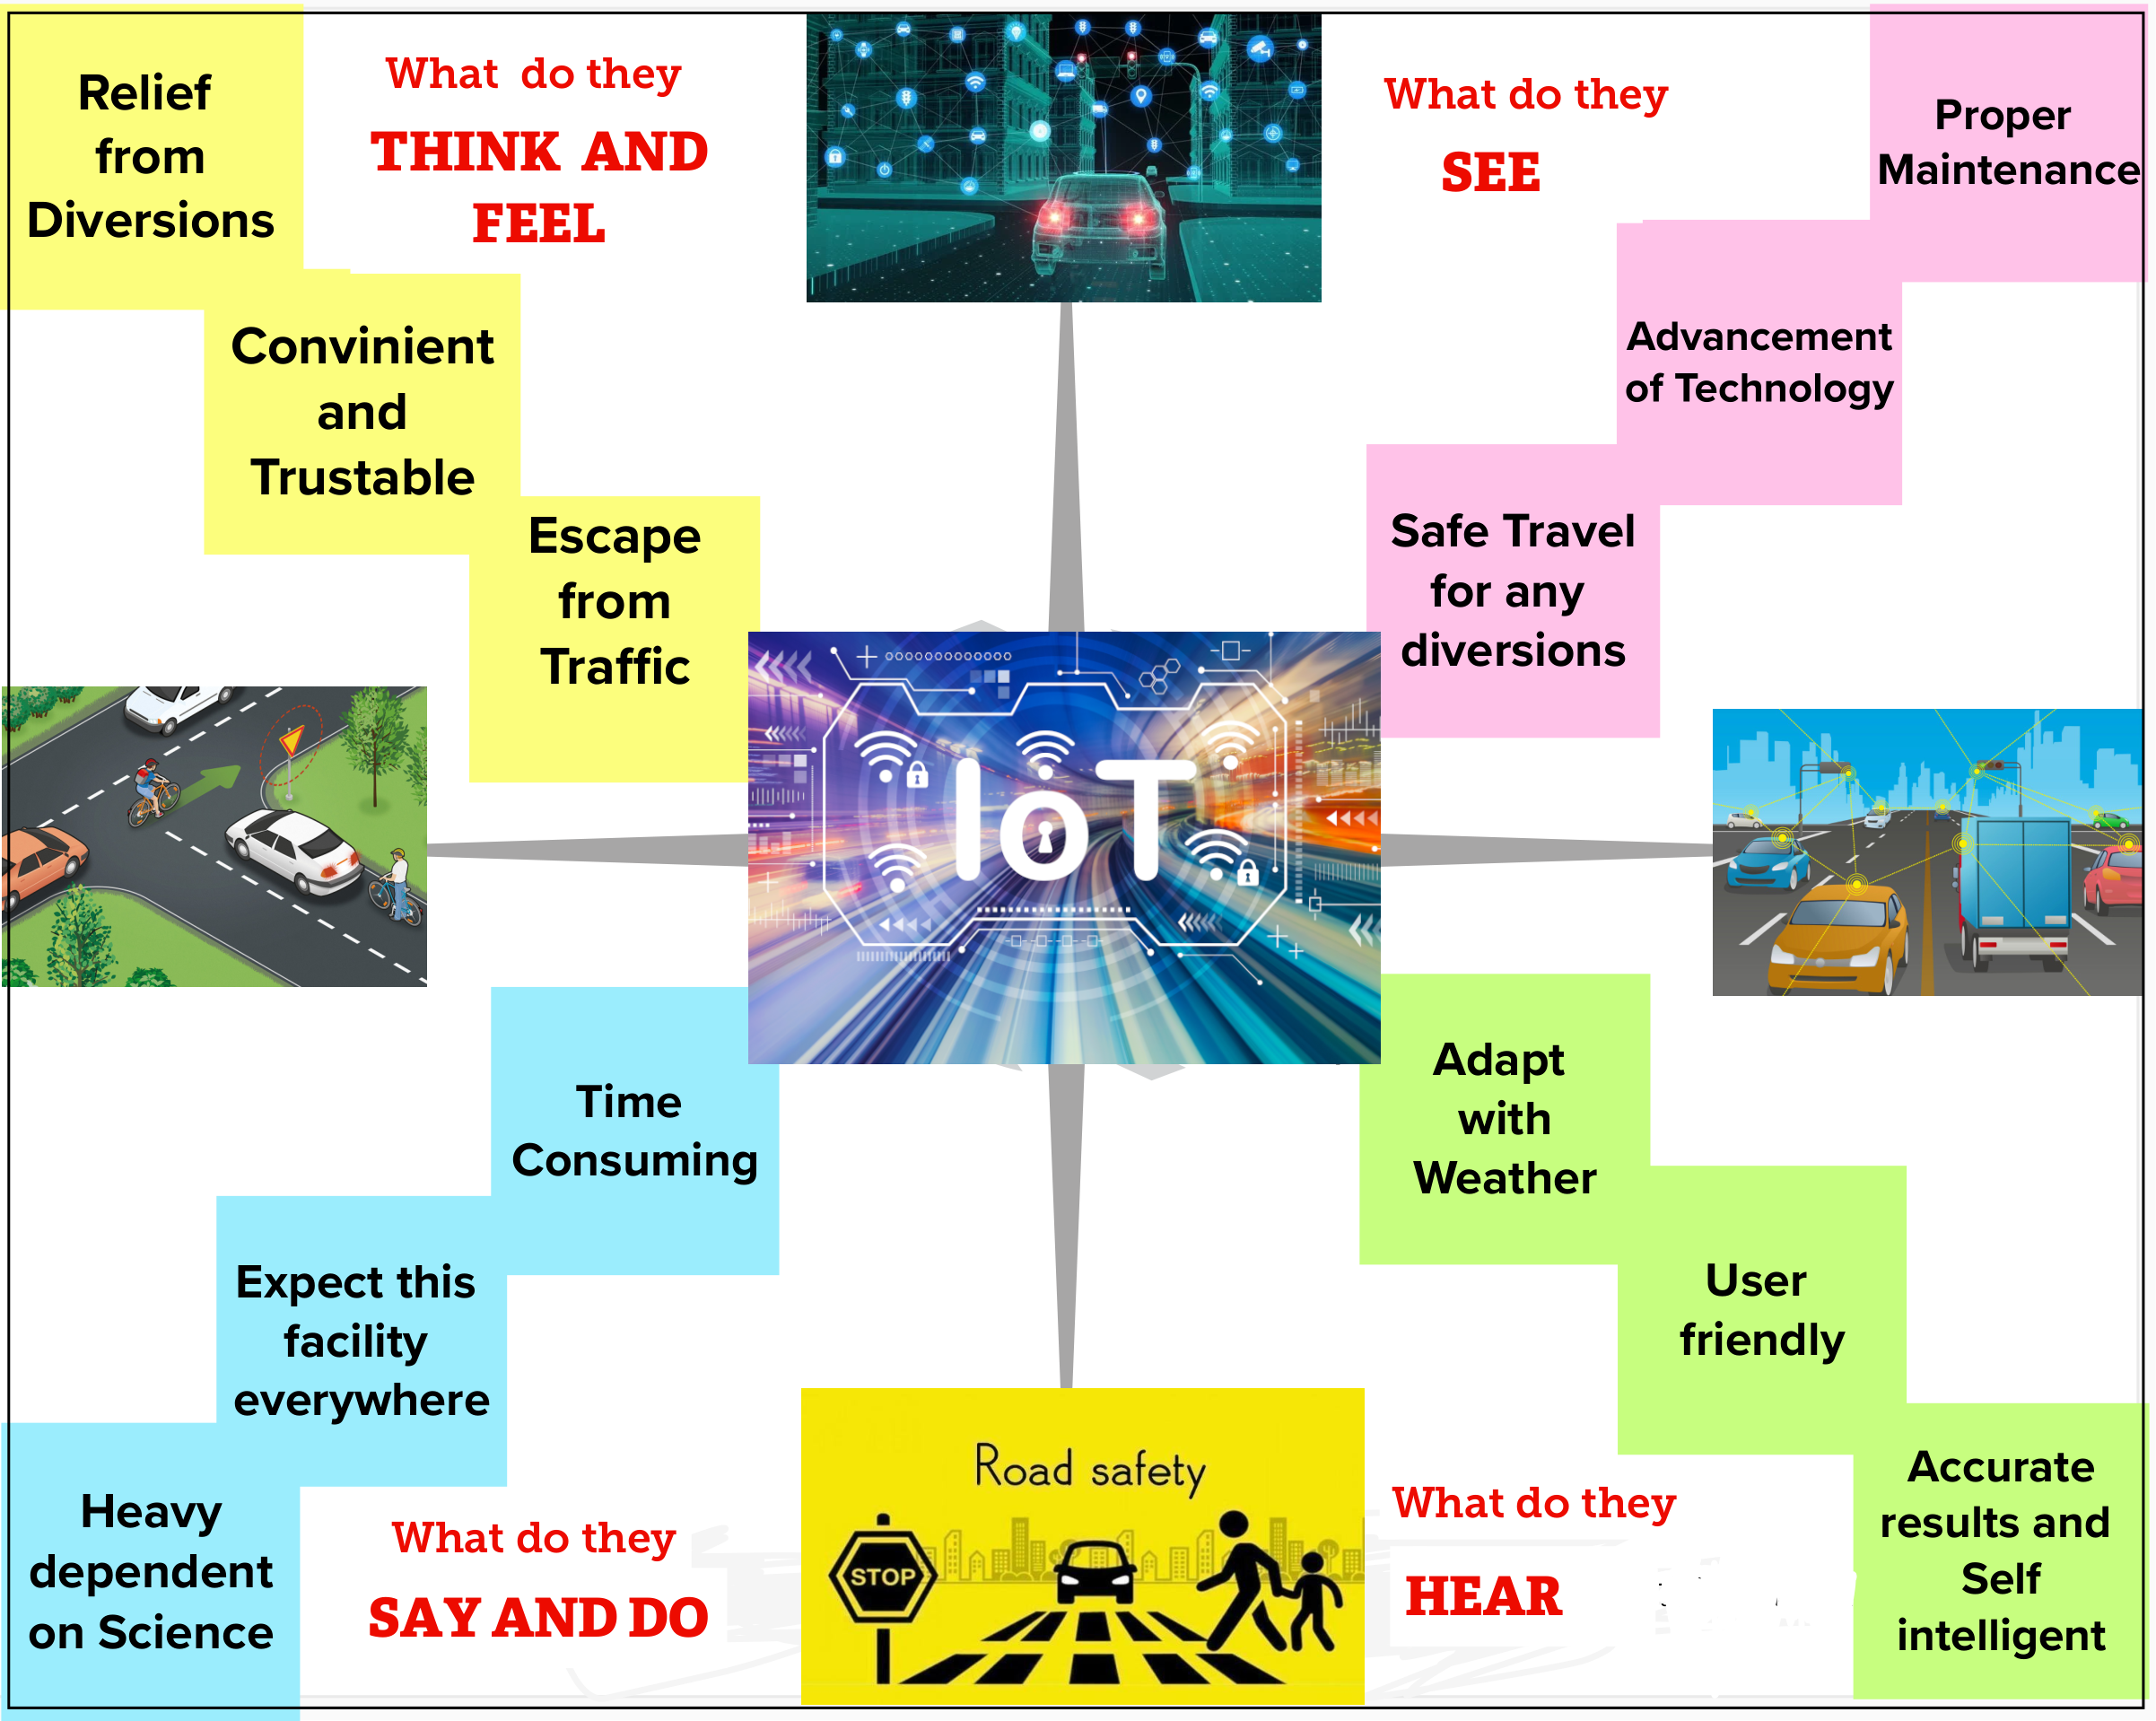 Relief
from
Diversions
What do they
THINK AND
FEEL
Convinient
and
Trustable
Escape
from
Traffic
What do they
SEE
Proper
Maintenance
Advancement
of Technology
Safe Travel
for any
diversions
IoT
Time
Consuming
Expect this
facility
everywhere
Heavy
dependent
on Science
What do they
SAY AND DO
Road safety
STOP
Adapt
with
Weather
User
friendly
Accurate
results and
Self
intelligent
What do they
HEAR